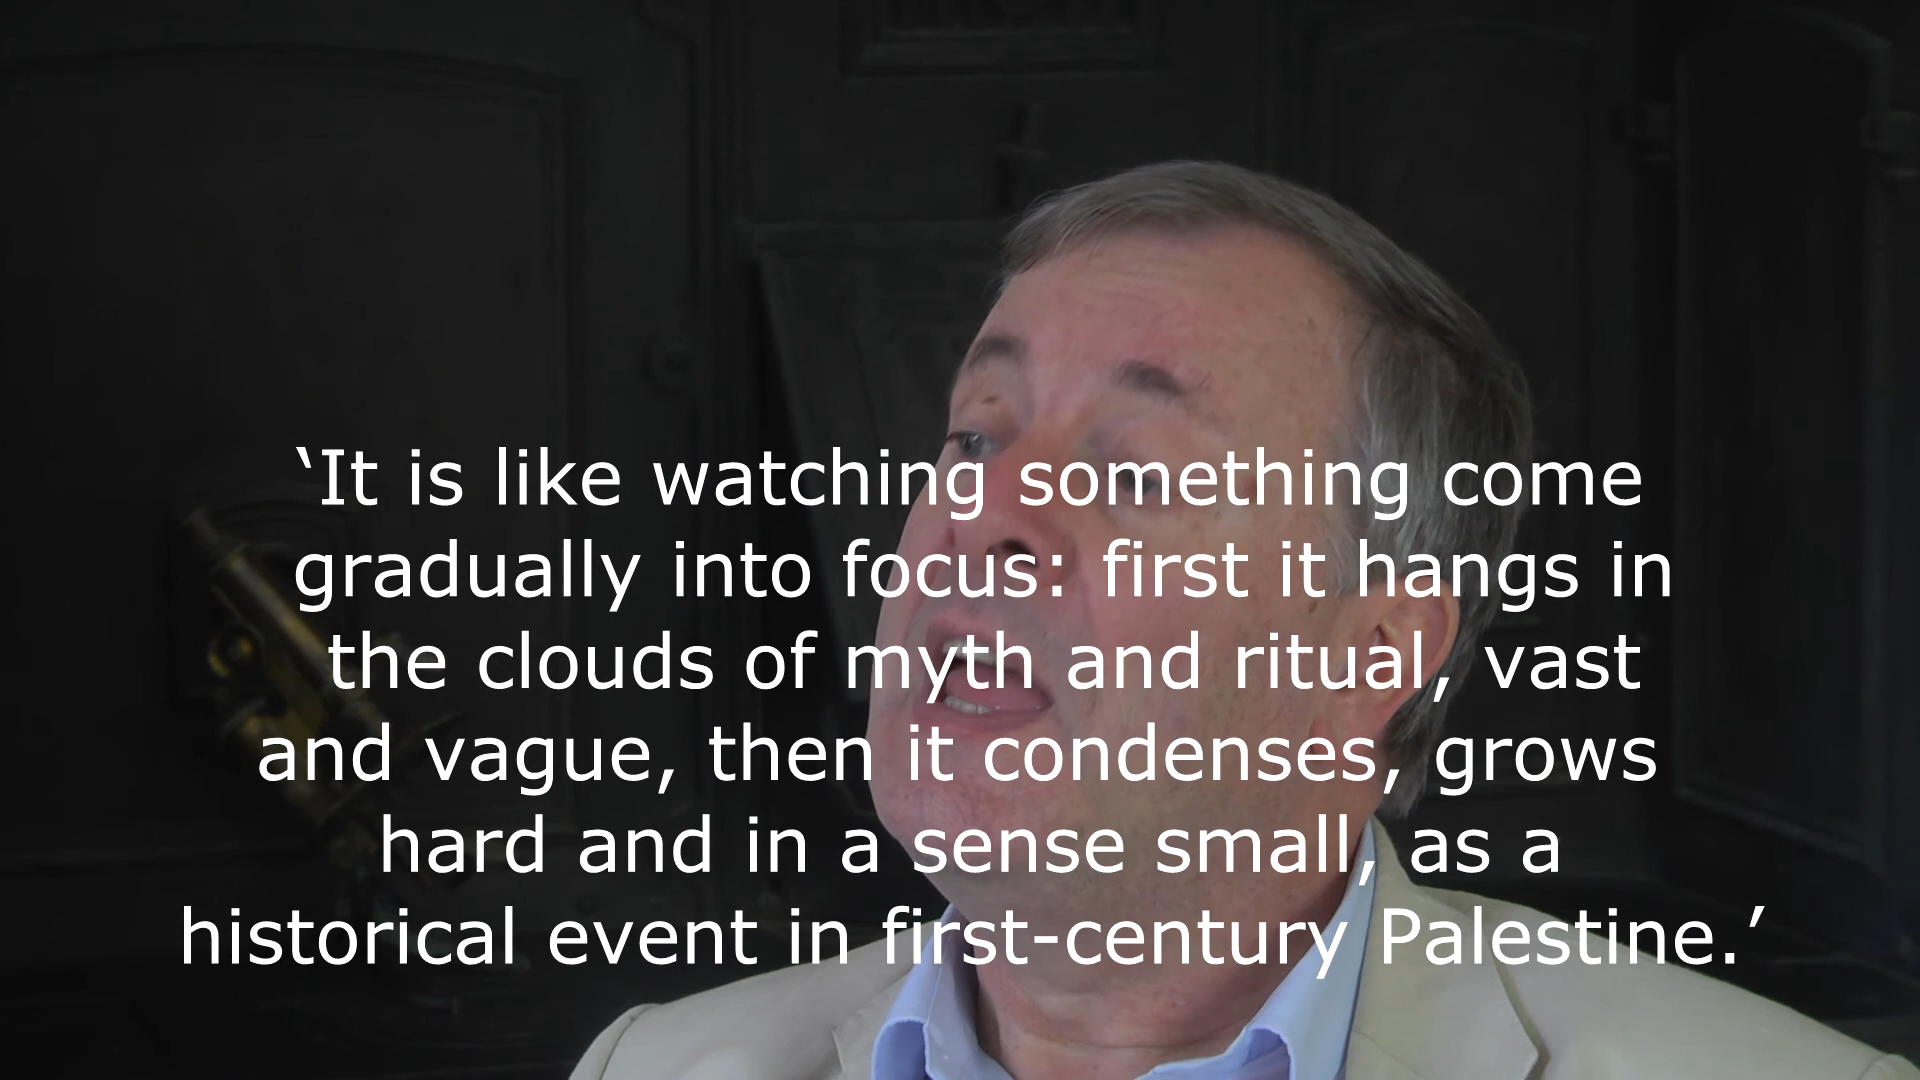 ‘It is like watching something come
gradually into focus: first it hangs in
the clouds of myth and ritual, vast
and vague, then it condenses, grows
hard and in a sense small, as a
historical event in first-century Palestine.’